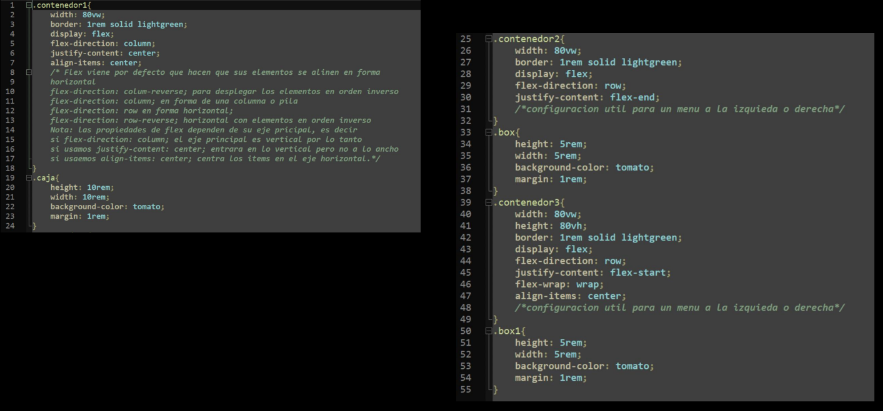 1 .contenedor1{
2 width: 80vw;
3 border: 1rem solid lightgreen;
4 display: flex;
5 flex-direction: column;
6 justify-content: center;
7 align-items: center;
8 /* Flex viene por defecto que hacen que sus elementos se alinen en forma
9 horizontal
10 flex-direction: colum-reverse; para desplegar los elementos en orden inverso
11 flex-direction: column; en forma de una columna o pila
12 flex-direction: row en forma horizontal;
13 flex-direction: row-reverse; horizontal con elementos en orden inverso
14 Nota: las propiedades de flex dependen de su eje pricipal, es decir
15 si flex-direction: column; el eje principal es vertical por lo tanto
16 si usamos justify-content: center; entrara en lo vertical pero no a lo ancho
17 si usaemos align-items: center; centra los items en el eje horizontal.*/
18 }
19 .caja{
20 height: 10rem;
21 width: 10rem;
22 background-color: tomato;
23 margin: 1rem;
24 }
25 .contenedor2{
26 width: 80vw;
27 border: 1rem solid lightgreen;
28 display: flex;
29 flex-direction: row;
30 justify-content: flex-end;
31 /*configuracion util para un menu a la izquieda o derecha*/
32 }
33 .box{
34 height: 5rem;
35 width: 5rem;
36 background-color: tomato;
37 margin: 1rem;
38 }
39 .contenedor3{
40 width: 80vw;
41 height: 80vh;
42 border: 1rem solid lightgreen;
43 display: flex;
44 flex-direction: row;
45 justify-content: flex-start;
46 flex-wrap: wrap;
47 align-items: center;
48 /*configuracion util para un menu a la izquieda o derecha*/
49 }
50 .box1{
51 height: 5rem;
52 width: 5rem;
53 background-color: tomato;
54 margin: 1rem;
55 }